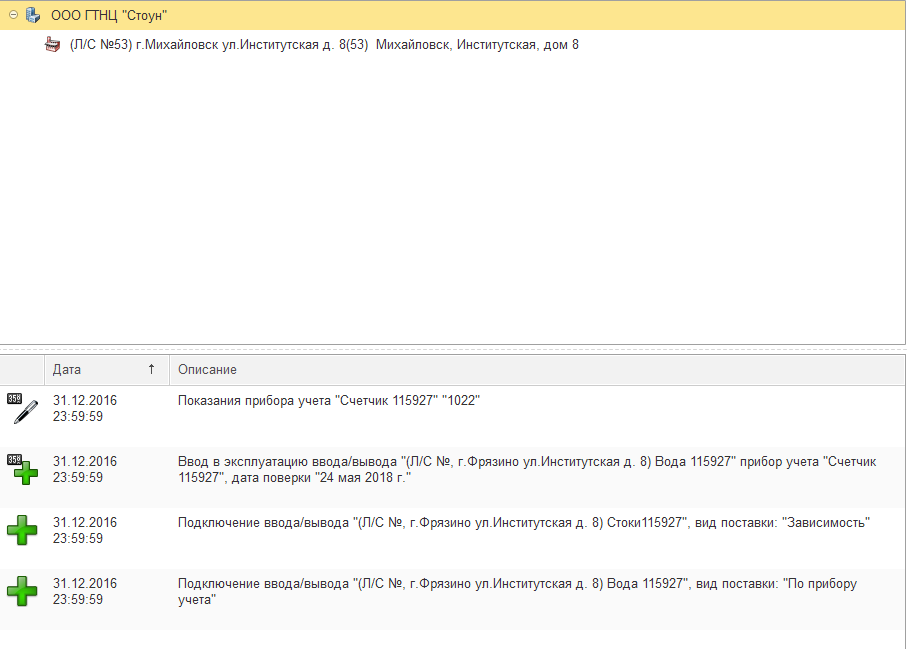 ООО ГТНЦ "Стоун"
(Л/С №53) г.Михайловск ул.Институтская д. 8(53)  Михайловск, Институтская, дом 8
Дата ↑ Описание
358
31.12.2016
23:59:59
Показания прибора учета "Счетчик 115927" "1022"
358
31.12.2016
23:59:59
Ввод в эксплуатацию ввода/вывода "(Л/С №, г.Фрязино ул.Институтская д. 8) Вода 115927" прибор учета "Счетчик
115927", дата поверки "24 мая 2018 г."
31.12.2016
23:59:59
Подключение ввода/вывода "(Л/С №, г.Фрязино ул.Институтская д. 8) Стоки115927", вид поставки: "Зависимость"
31.12.2016
23:59:59
Подключение ввода/вывода "(Л/С №, г.Фрязино ул.Институтская д. 8) Вода 115927", вид поставки: "По прибору
учета"